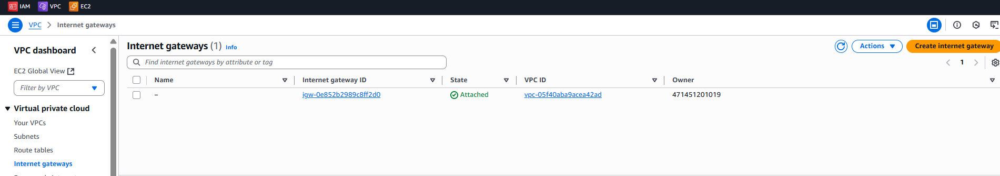 IAM VPC EC2
VPC Internet gateways
VPC dashboard
EC2 Global View
Filter by VPC
Virtual private cloud
Your VPCs
Subnets
Route tables
Internet gateways
Internet gateways (1) Info
Actions
Create internet gateway
Find internet gateways by attribute or tag
1
Name Internet gateway ID State VPC ID Owner
– igw-0e852b2989c8ff2d0 Attached vpc-05f40aba9acea42ad 471451201019